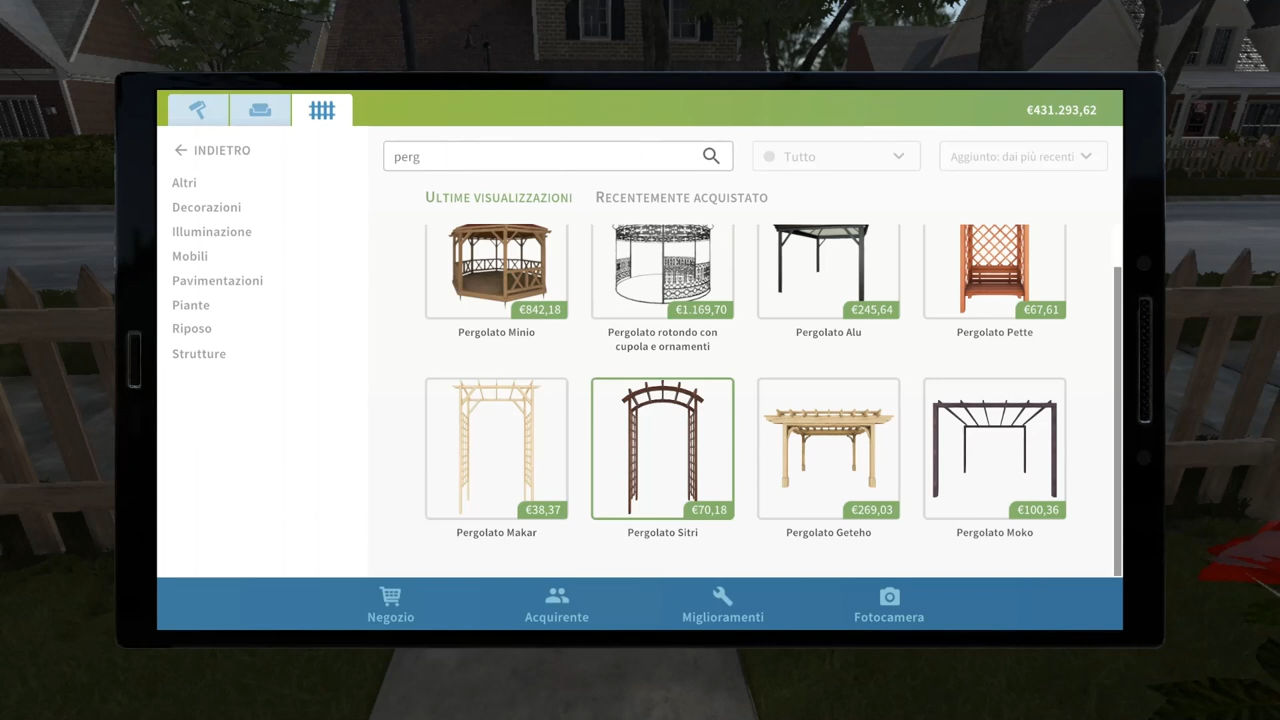 €431.293,62
INDIETRO
perg
Tutto
Aggiunto: dai più recenti
Altri
Decorazioni
Illuminazione
Mobili
Pavimentazioni
Piante
Riposo
Strutture
ULTIME VISUALIZZAZIONI
RECENTEMENTE ACQUISTATO
€842,18
€1.169,70
€245,64
€67,61
Pergolato Minio
Pergolato rotondo con
cupola e ornamenti
Pergolato Alu
Pergolato Pette
€38,37
€70,18
€269,03
€100,36
Pergolato Makar
Pergolato Sitri
Pergolato Geteho
Pergolato Moko
Negozio
Acquirente
Miglioramenti
Fotocamera